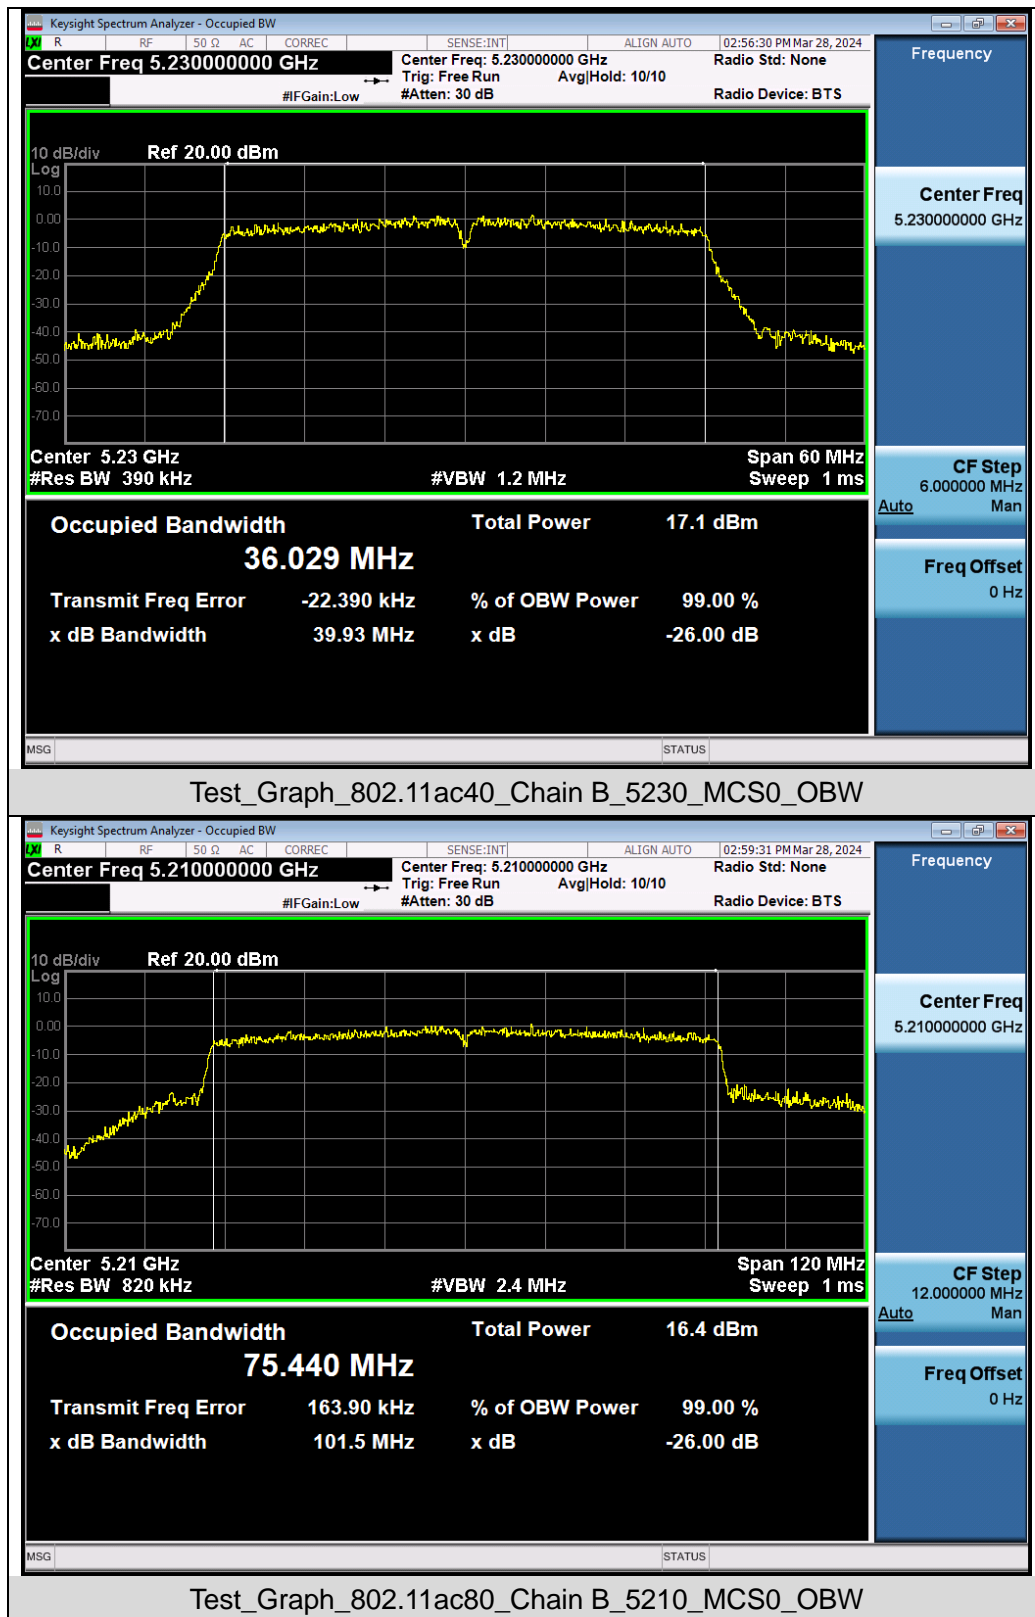 Keysight Spectrum Analyzer - Occupied BW
LXI R RF 50 Ω AC CORREC SENSE:INT ALIGN AUTO 02:56:30 PM Mar 28, 2024
Center Freq 5.230000000 GHz
Center Freq: 5.230000000 GHz Radio Std: None
Trig: Free Run Avg|Hold: 10/10
#IFGain:Low #Atten: 30 dB Radio Device: BTS
10 dB/div Ref 20.00 dBm
Log
10.0
0.00
-10.0
-20.0
-30.0
-40.0
-50.0
-60.0
-70.0
Center 5.23 GHz Span 60 MHz
#Res BW 390 kHz #VBW 1.2 MHz Sweep 1 ms
Occupied Bandwidth Total Power 17.1 dBm
36.029 MHz
Transmit Freq Error -22.390 kHz % of OBW Power 99.00 %
x dB Bandwidth 39.93 MHz x dB -26.00 dB
MSG STATUS
Frequency
Center Freq
5.230000000 GHz
CF Step
6.000000 MHz
Auto Man
Freq Offset
0 Hz
Test_Graph_802.11ac40_Chain B_5230_MCS0_OBW
Keysight Spectrum Analyzer - Occupied BW
LXI R RF 50 Ω AC CORREC SENSE:INT ALIGN AUTO 02:59:31 PM Mar 28, 2024
Center Freq 5.210000000 GHz
Center Freq: 5.210000000 GHz Radio Std: None
Trig: Free Run Avg|Hold: 10/10
#IFGain:Low #Atten: 30 dB Radio Device: BTS
10 dB/div Ref 20.00 dBm
Log
10.0
0.00
-10.0
-20.0
-30.0
-40.0
-50.0
-60.0
-70.0
Center 5.21 GHz Span 120 MHz
#Res BW 820 kHz #VBW 2.4 MHz Sweep 1 ms
Occupied Bandwidth Total Power 16.4 dBm
75.440 MHz
Transmit Freq Error 163.90 kHz % of OBW Power 99.00 %
x dB Bandwidth 101.5 MHz x dB -26.00 dB
MSG STATUS
Frequency
Center Freq
5.210000000 GHz
CF Step
12.000000 MHz
Auto Man
Freq Offset
0 Hz
Test_Graph_802.11ac80_Chain B_5210_MCS0_OBW